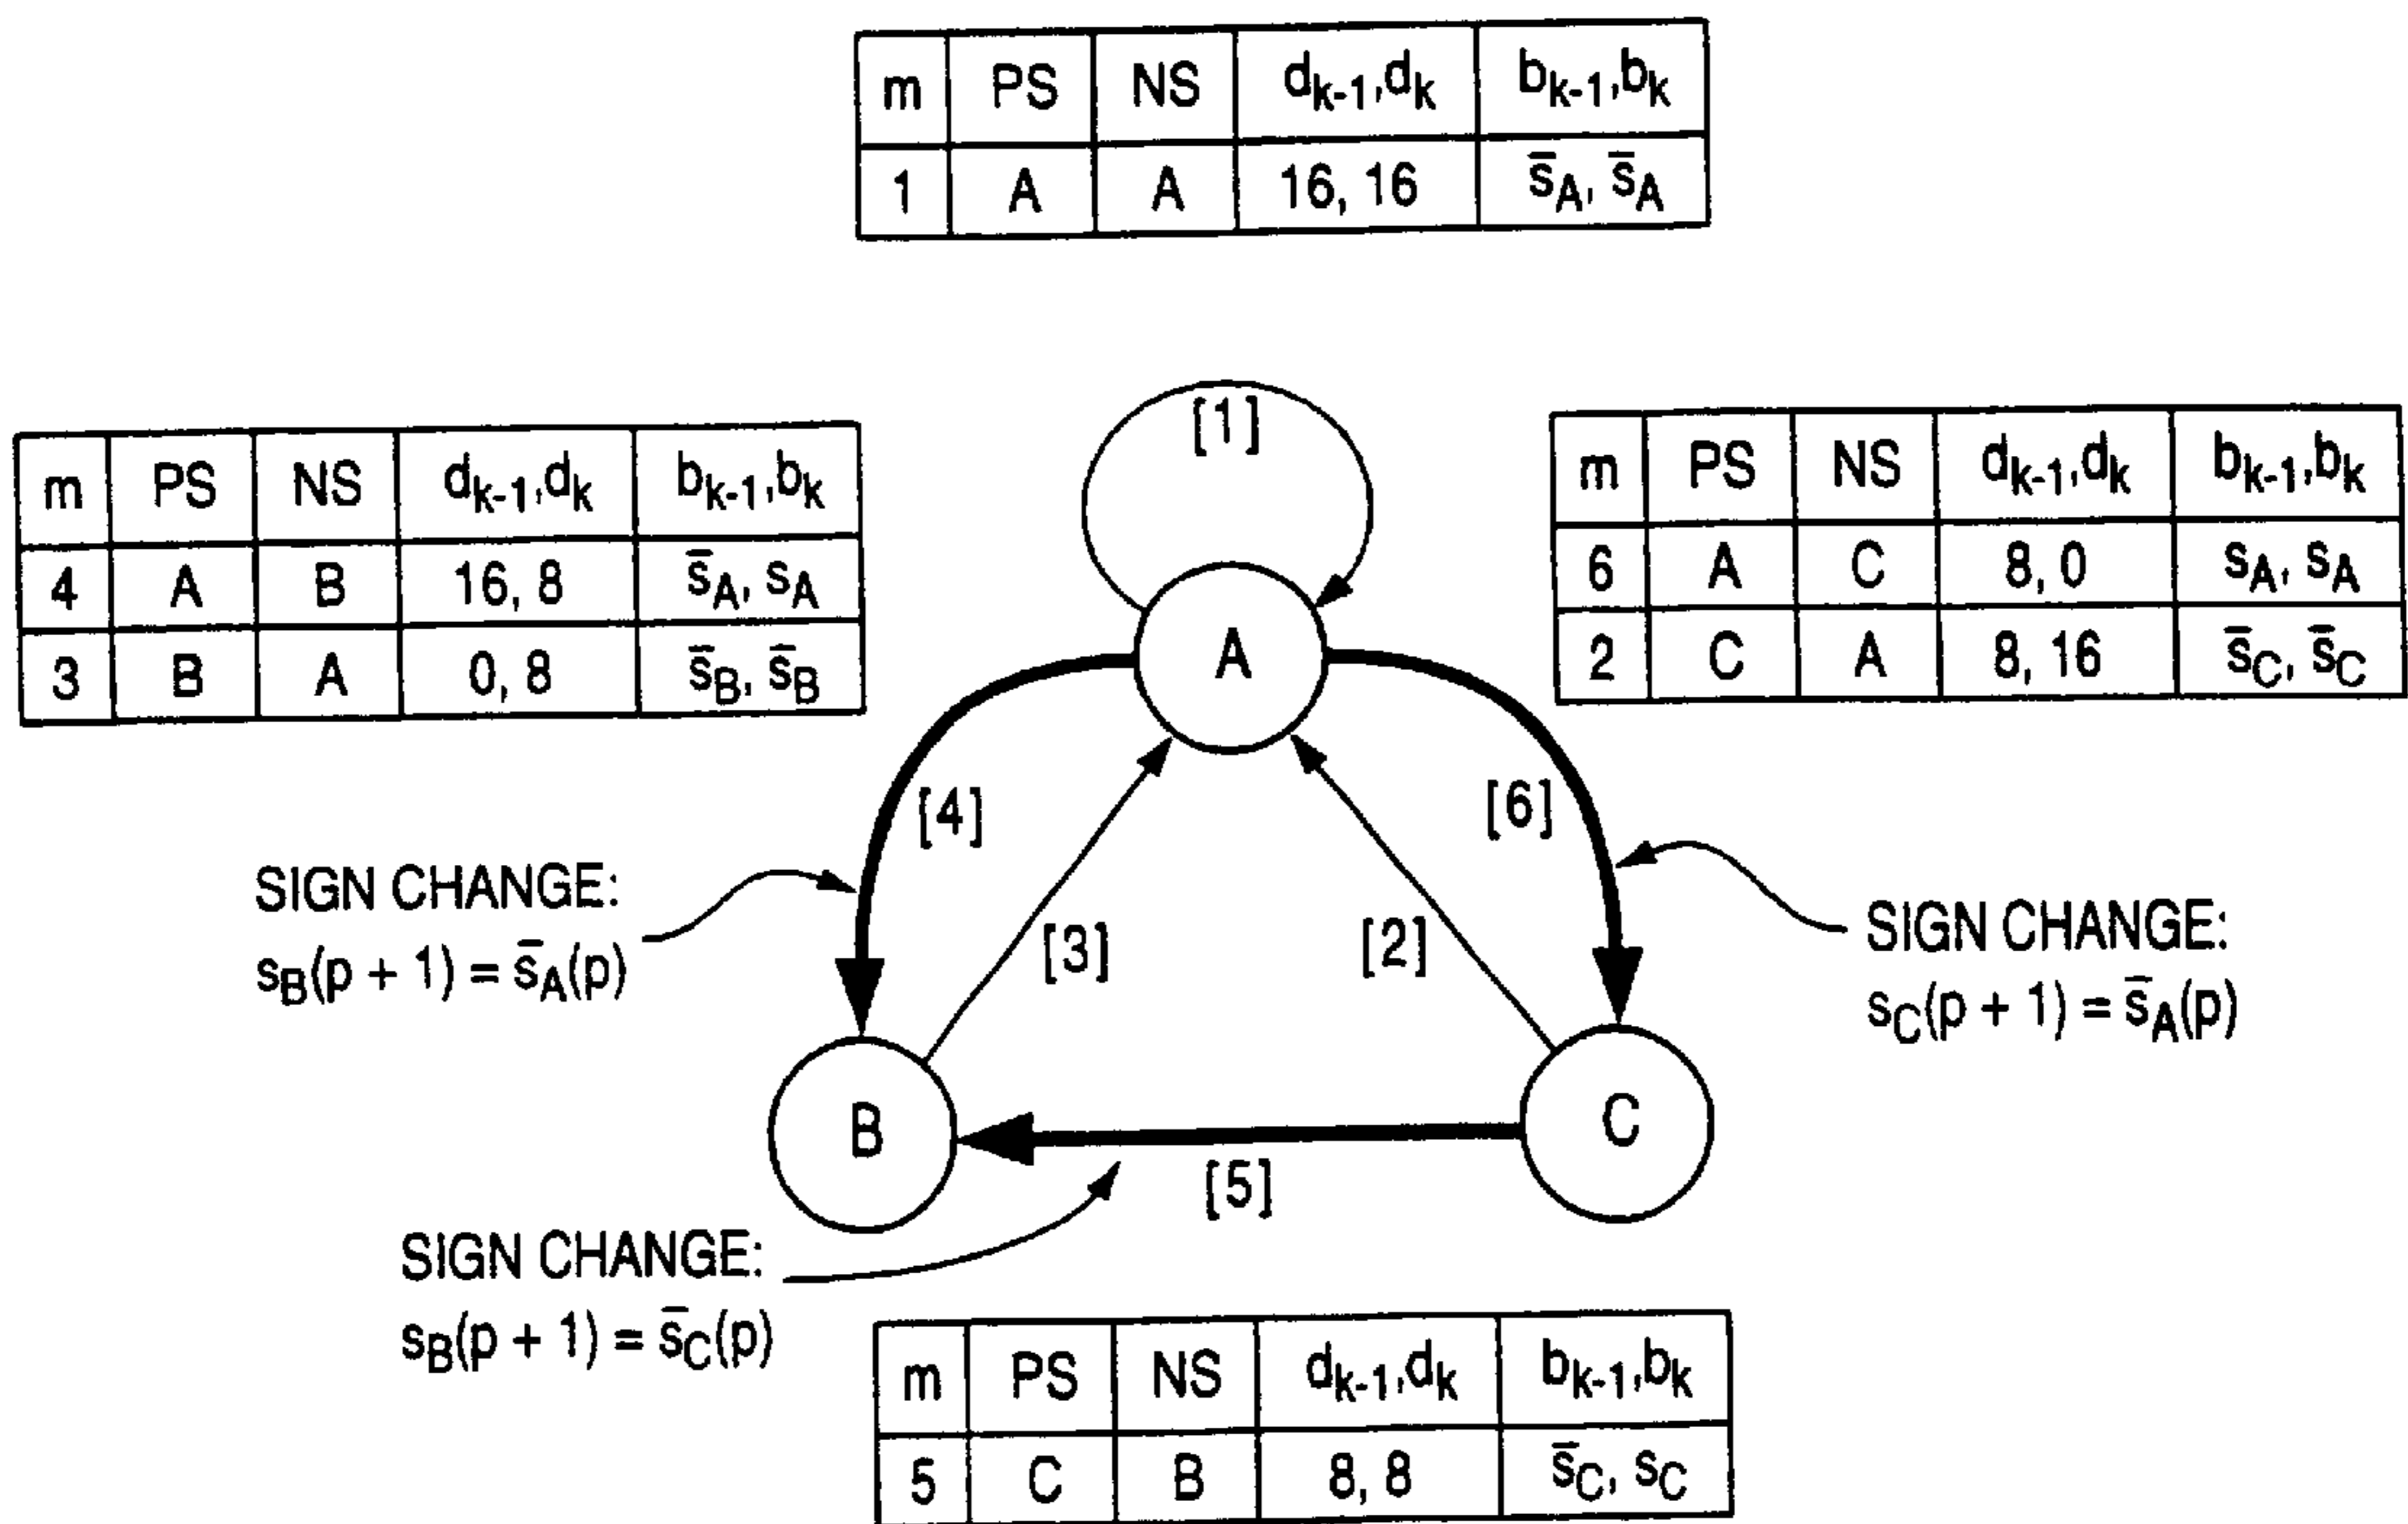 m PS NS dk-1,dk bk-1,bk
1 A A 16, 16 s̄A, s̄A
m PS NS dk-1,dk bk-1,bk
4 A B 16, 8 s̄A, sA
3 B A 0, 8 s̄B, s̄B
[1]
m PS NS dk-1,dk bk-1,bk
6 A C 8, 0 sA, sA
2 C A 8, 16 s̄C, s̄C
A
[4]
[6]
SIGN CHANGE:
sB(p + 1) = s̄A(p)
[3]
[2]
SIGN CHANGE:
sC(p + 1) = s̄A(p)
B
C
[5]
SIGN CHANGE:
sB(p + 1) = s̄C(p)
m PS NS dk-1,dk bk-1,bk
5 C B 8, 8 s̄C, sC